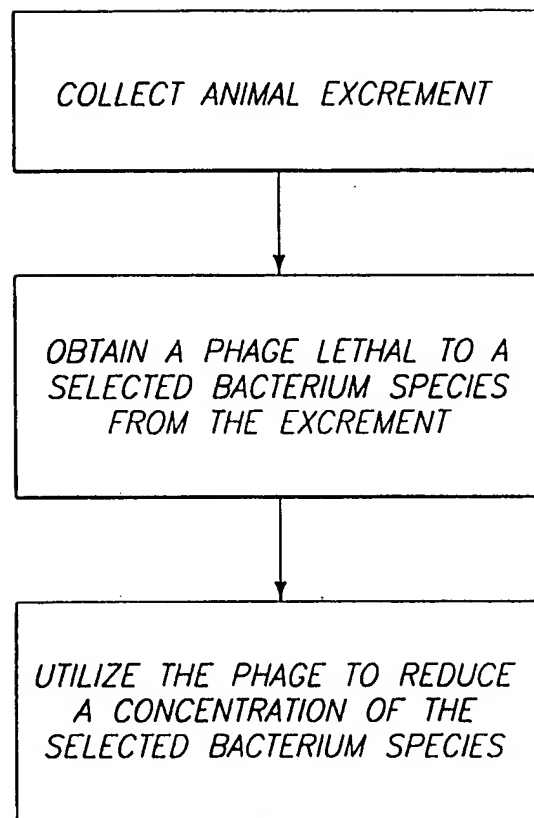 COLLECT ANIMAL EXCREMENT
OBTAIN A PHAGE LETHAL TO A
SELECTED BACTERIUM SPECIES
FROM THE EXCREMENT
UTILIZE THE PHAGE TO REDUCE
A CONCENTRATION OF THE
SELECTED BACTERIUM SPECIES